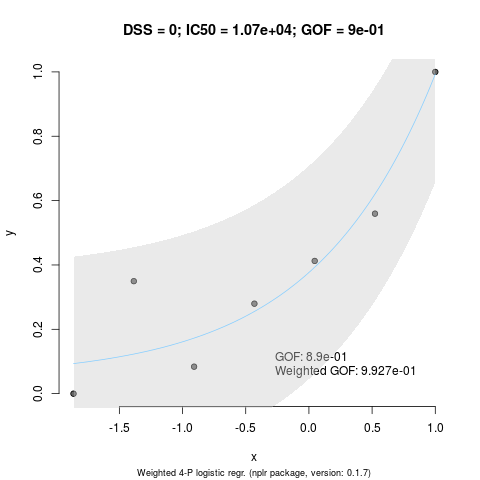 DSS = 0; IC50 = 1.07e+04; GOF = 9e-01
1.0
0.8
0.6
y
0.4
0.2
0.0
GOF: 8.9e-01
Weighted GOF: 9.927e-01
-1.5 -1.0 -0.5 0.0 0.5 1.0
x
Weighted 4-P logistic regr. (nplr package, version: 0.1.7)